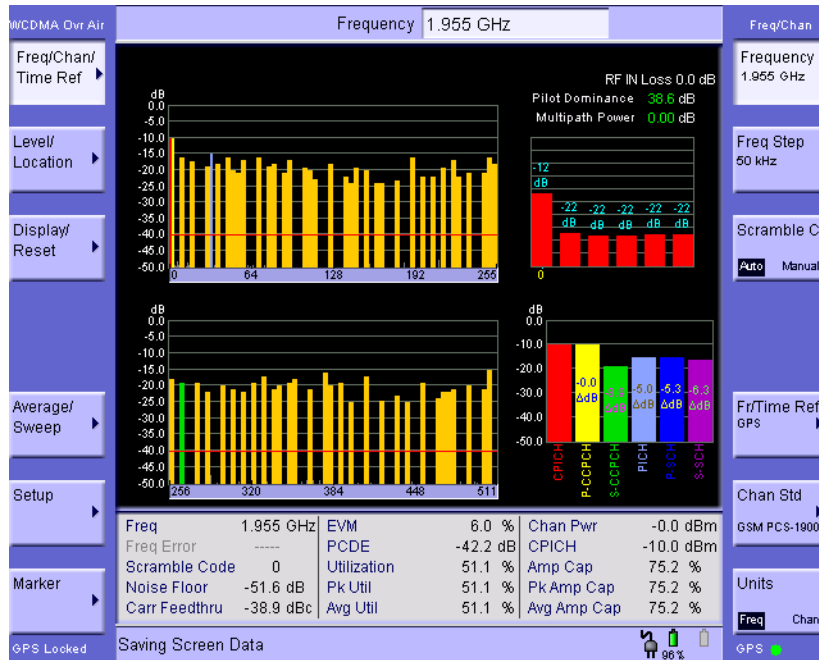 WCDMA Ovr Air
Frequency 1.955 GHz
Freq/Chan
Freq/Chan/
Time Ref
Level/
Location
Display/
Reset
Average/
Sweep
Setup
Marker
GPS Locked
dB
0.0
-5.0
-10.0
-15.0
-20.0
-25.0
-30.0
-35.0
-40.0
-45.0
-50.0
0 64 128 192 255
RF IN Loss 0.0 dB
Pilot Dominance 38.6 dB
Multipath Power 0.00 dB
-12 -22 -22 -22 -22 -22
dB dB dB dB dB dB
0
dB
0.0
-5.0
-10.0
-15.0
-20.0
-25.0
-30.0
-35.0
-40.0
-45.0
-50.0
256 320 384 448 511
dB
0.0
-10.0
-20.0
-30.0
-40.0
-50.0
-0.0 -5.0 -5.3 -6.3
ΔdB ΔdB ΔdB ΔdB
CPICH P-CCPCH S-CCPCH PICH P-SCH S-SCH
Freq 1.955 GHz EVM 6.0 % Chan Pwr -0.0 dBm
Freq Error ----- PCDE -42.2 dB CPICH -10.0 dBm
Scramble Code 0 Utilization 51.1 % Amp Cap 75.2 %
Noise Floor -51.6 dB Pk Util 51.1 % Pk Amp Cap 75.2 %
Carr Feedthru -38.9 dBc Avg Util 51.1 % Avg Amp Cap 75.2 %
Saving Screen Data
96%
Frequency
1.955 GHz
Freq Step
50 kHz
Scramble C
Auto Manual
Fr/Time Ref
GPS
Chan Std
GSM PCS-1900
Units
Freq Chan
GPS